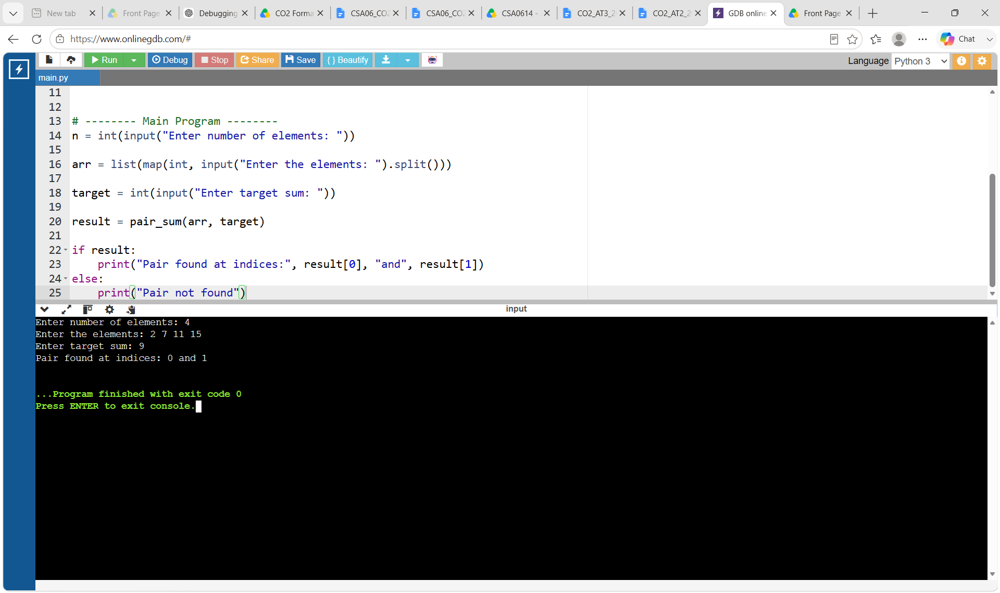 New tab
Front Page
Debugging
CO2 Forma
CSA06_CO2
CSA06_CO2
CSA0614 -
CO2_AT3_2
CO2_AT2_2
GDB online
Front Page
https://www.onlinegdb.com/#
Chat
Run
Debug
Stop
Share
Save
{ } Beautify
Language Python 3
main.py
11
12
13 # -------- Main Program --------
14 n = int(input("Enter number of elements: "))
15
16 arr = list(map(int, input("Enter the elements: ").split()))
17
18 target = int(input("Enter target sum: "))
19
20 result = pair_sum(arr, target)
21
22 if result:
23     print("Pair found at indices:", result[0], "and", result[1])
24 else:
25     print("Pair not found")
input
Enter number of elements: 4
Enter the elements: 2 7 11 15
Enter target sum: 9
Pair found at indices: 0 and 1
...Program finished with exit code 0
Press ENTER to exit console.